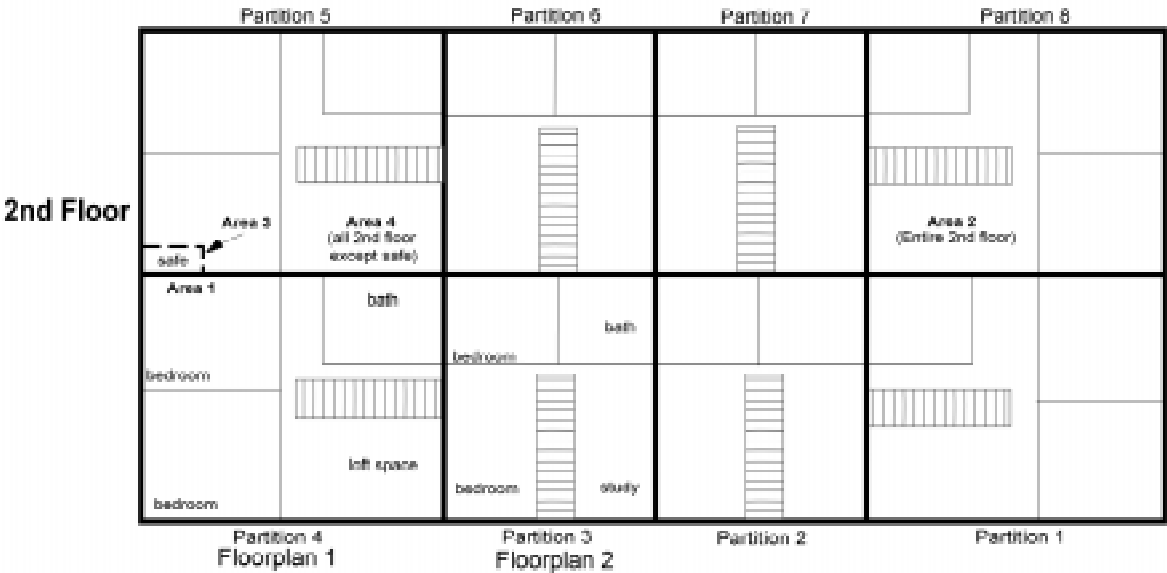 Partition 5
Partition 6
Partition 7
Partition 8
2nd Floor
Area 3
Area 4
(all 2nd floor
except safe)
Area 2
(Entire 2nd floor)
safe
Area 1
bath
bath
bedroom
bedroom
loft space
bedroom
study
bedroom
Partition 4
Partition 3
Partition 2
Partition 1
Floorplan 1
Floorplan 2